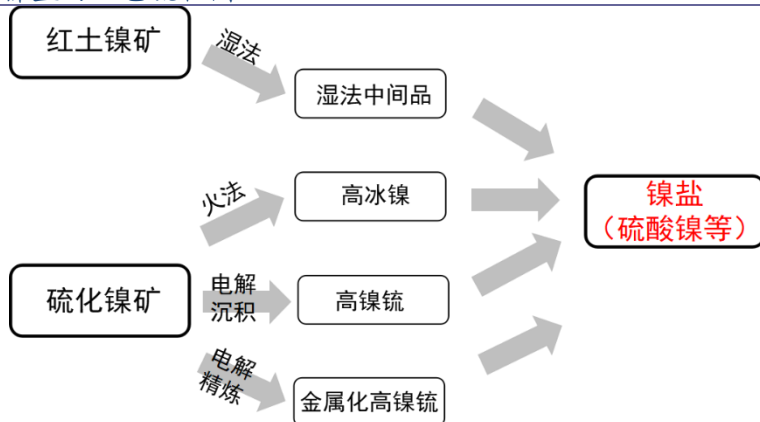 红土镍矿
湿法
湿法中间品
火法
高冰镍
镍盐
（硫酸镍等）
硫化镍矿
电解
沉积
高镍锍
电解
精炼
金属化高镍锍